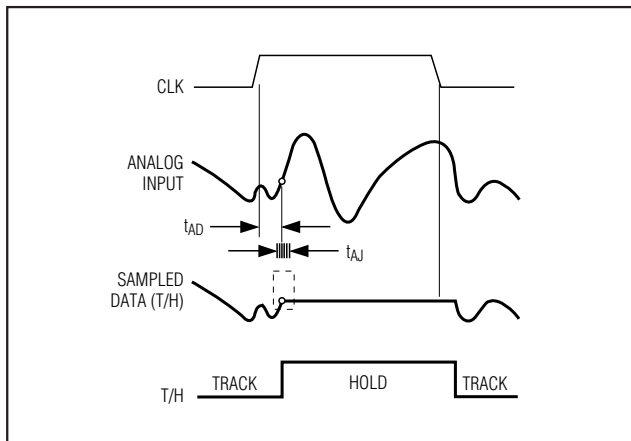 CLK
ANALOG
INPUT
tAD
tAJ
SAMPLED
DATA (T/H)
TRACK
HOLD
TRACK
T/H